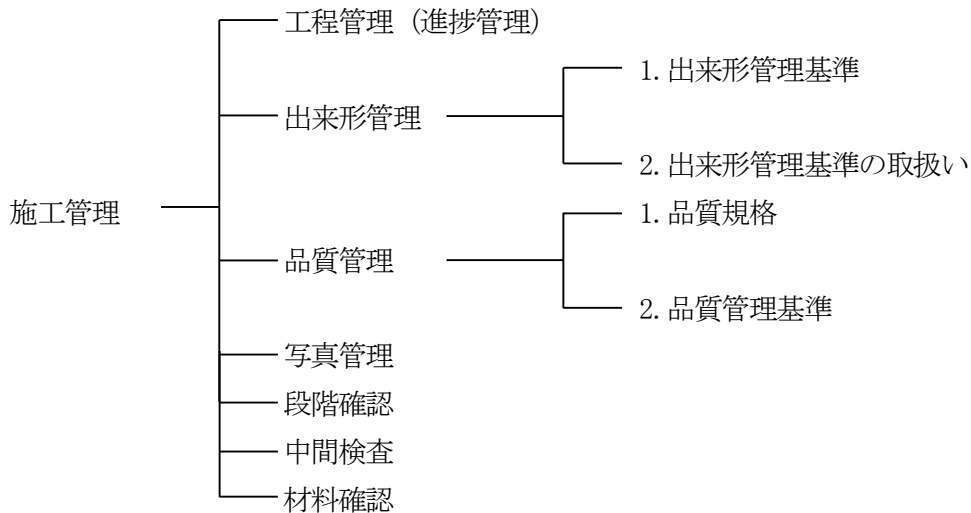 工程管理（進捗管理）
1.出来形管理基準
出来形管理
2.出来形管理基準の取扱い
施工管理
1.品質規格
品質管理
2.品質管理基準
写真管理
段階確認
中間検査
材料確認